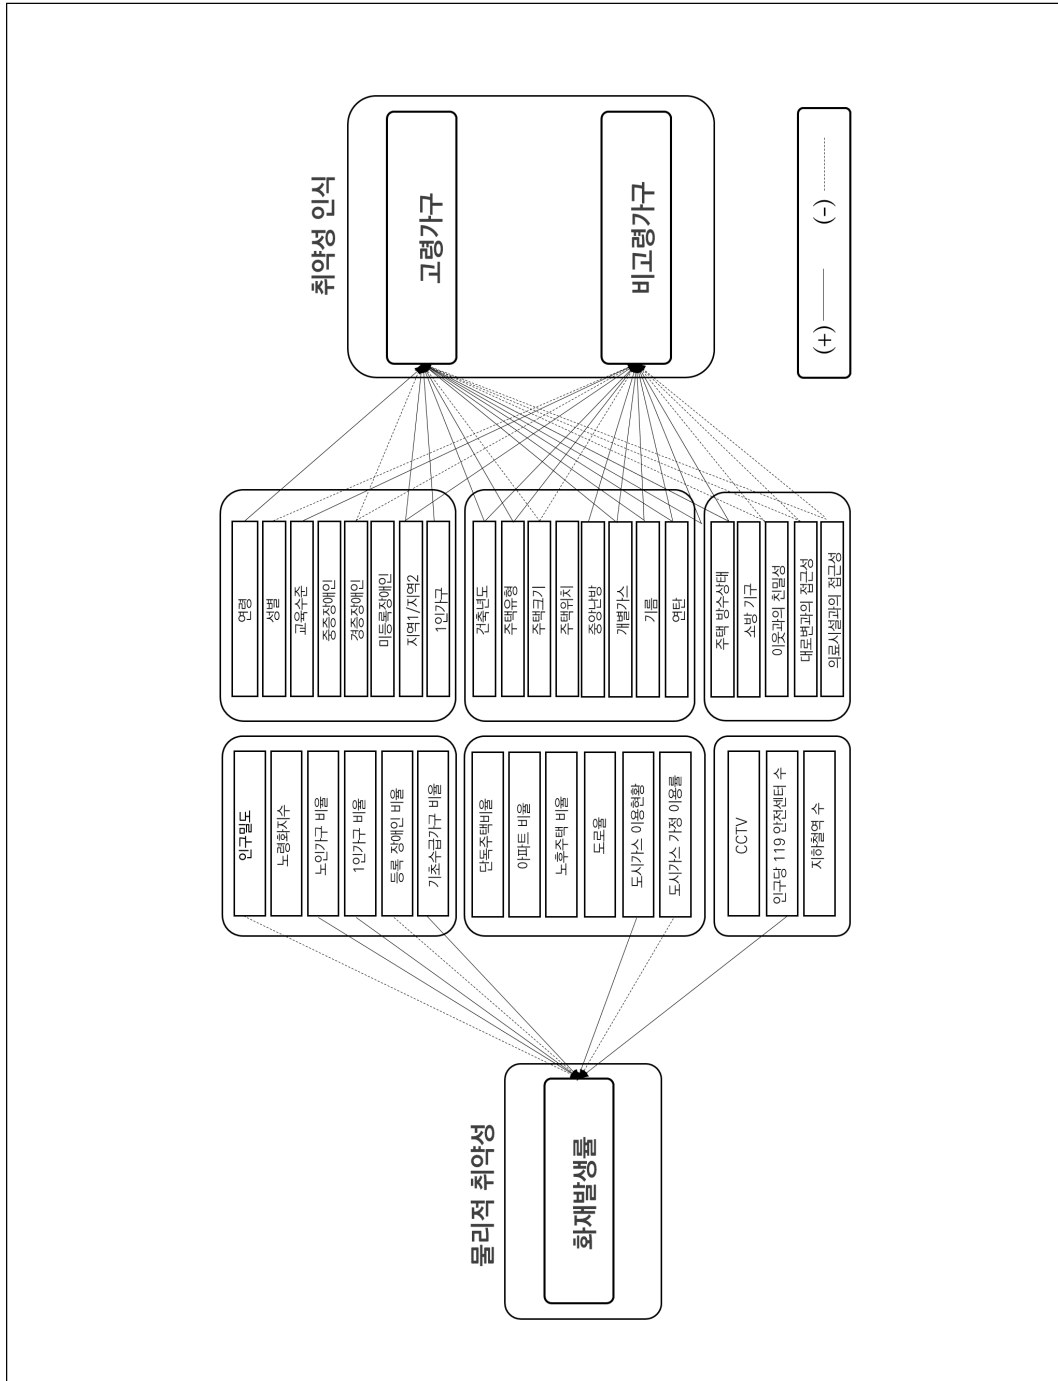 물리적 취약성
화재발생률
인구밀도
노령화지수
노인가구 비율
1인가구 비율
등록 장애인 비율
기초수급가구 비율
단독주택비율
아파트 비율
노후주택 비율
도로율
도시가스 이용현황
도시가스 가정 이용률
CCTV
인구당 119 안전센터 수
지하철역 수
연령
성별
교육수준
중증장애인
경증장애인
미등록장애인
지역1/지역2
1인가구
건축년도
주택유형
주택크기
주택위치
중앙난방
개별가스
기름
연탄
주택 방수상태
소방 기구
이웃과의 친밀성
대로변과의 접근성
의료시설과의 접근성
취약성 인식
고령가구
비고령가구
(+) (-)